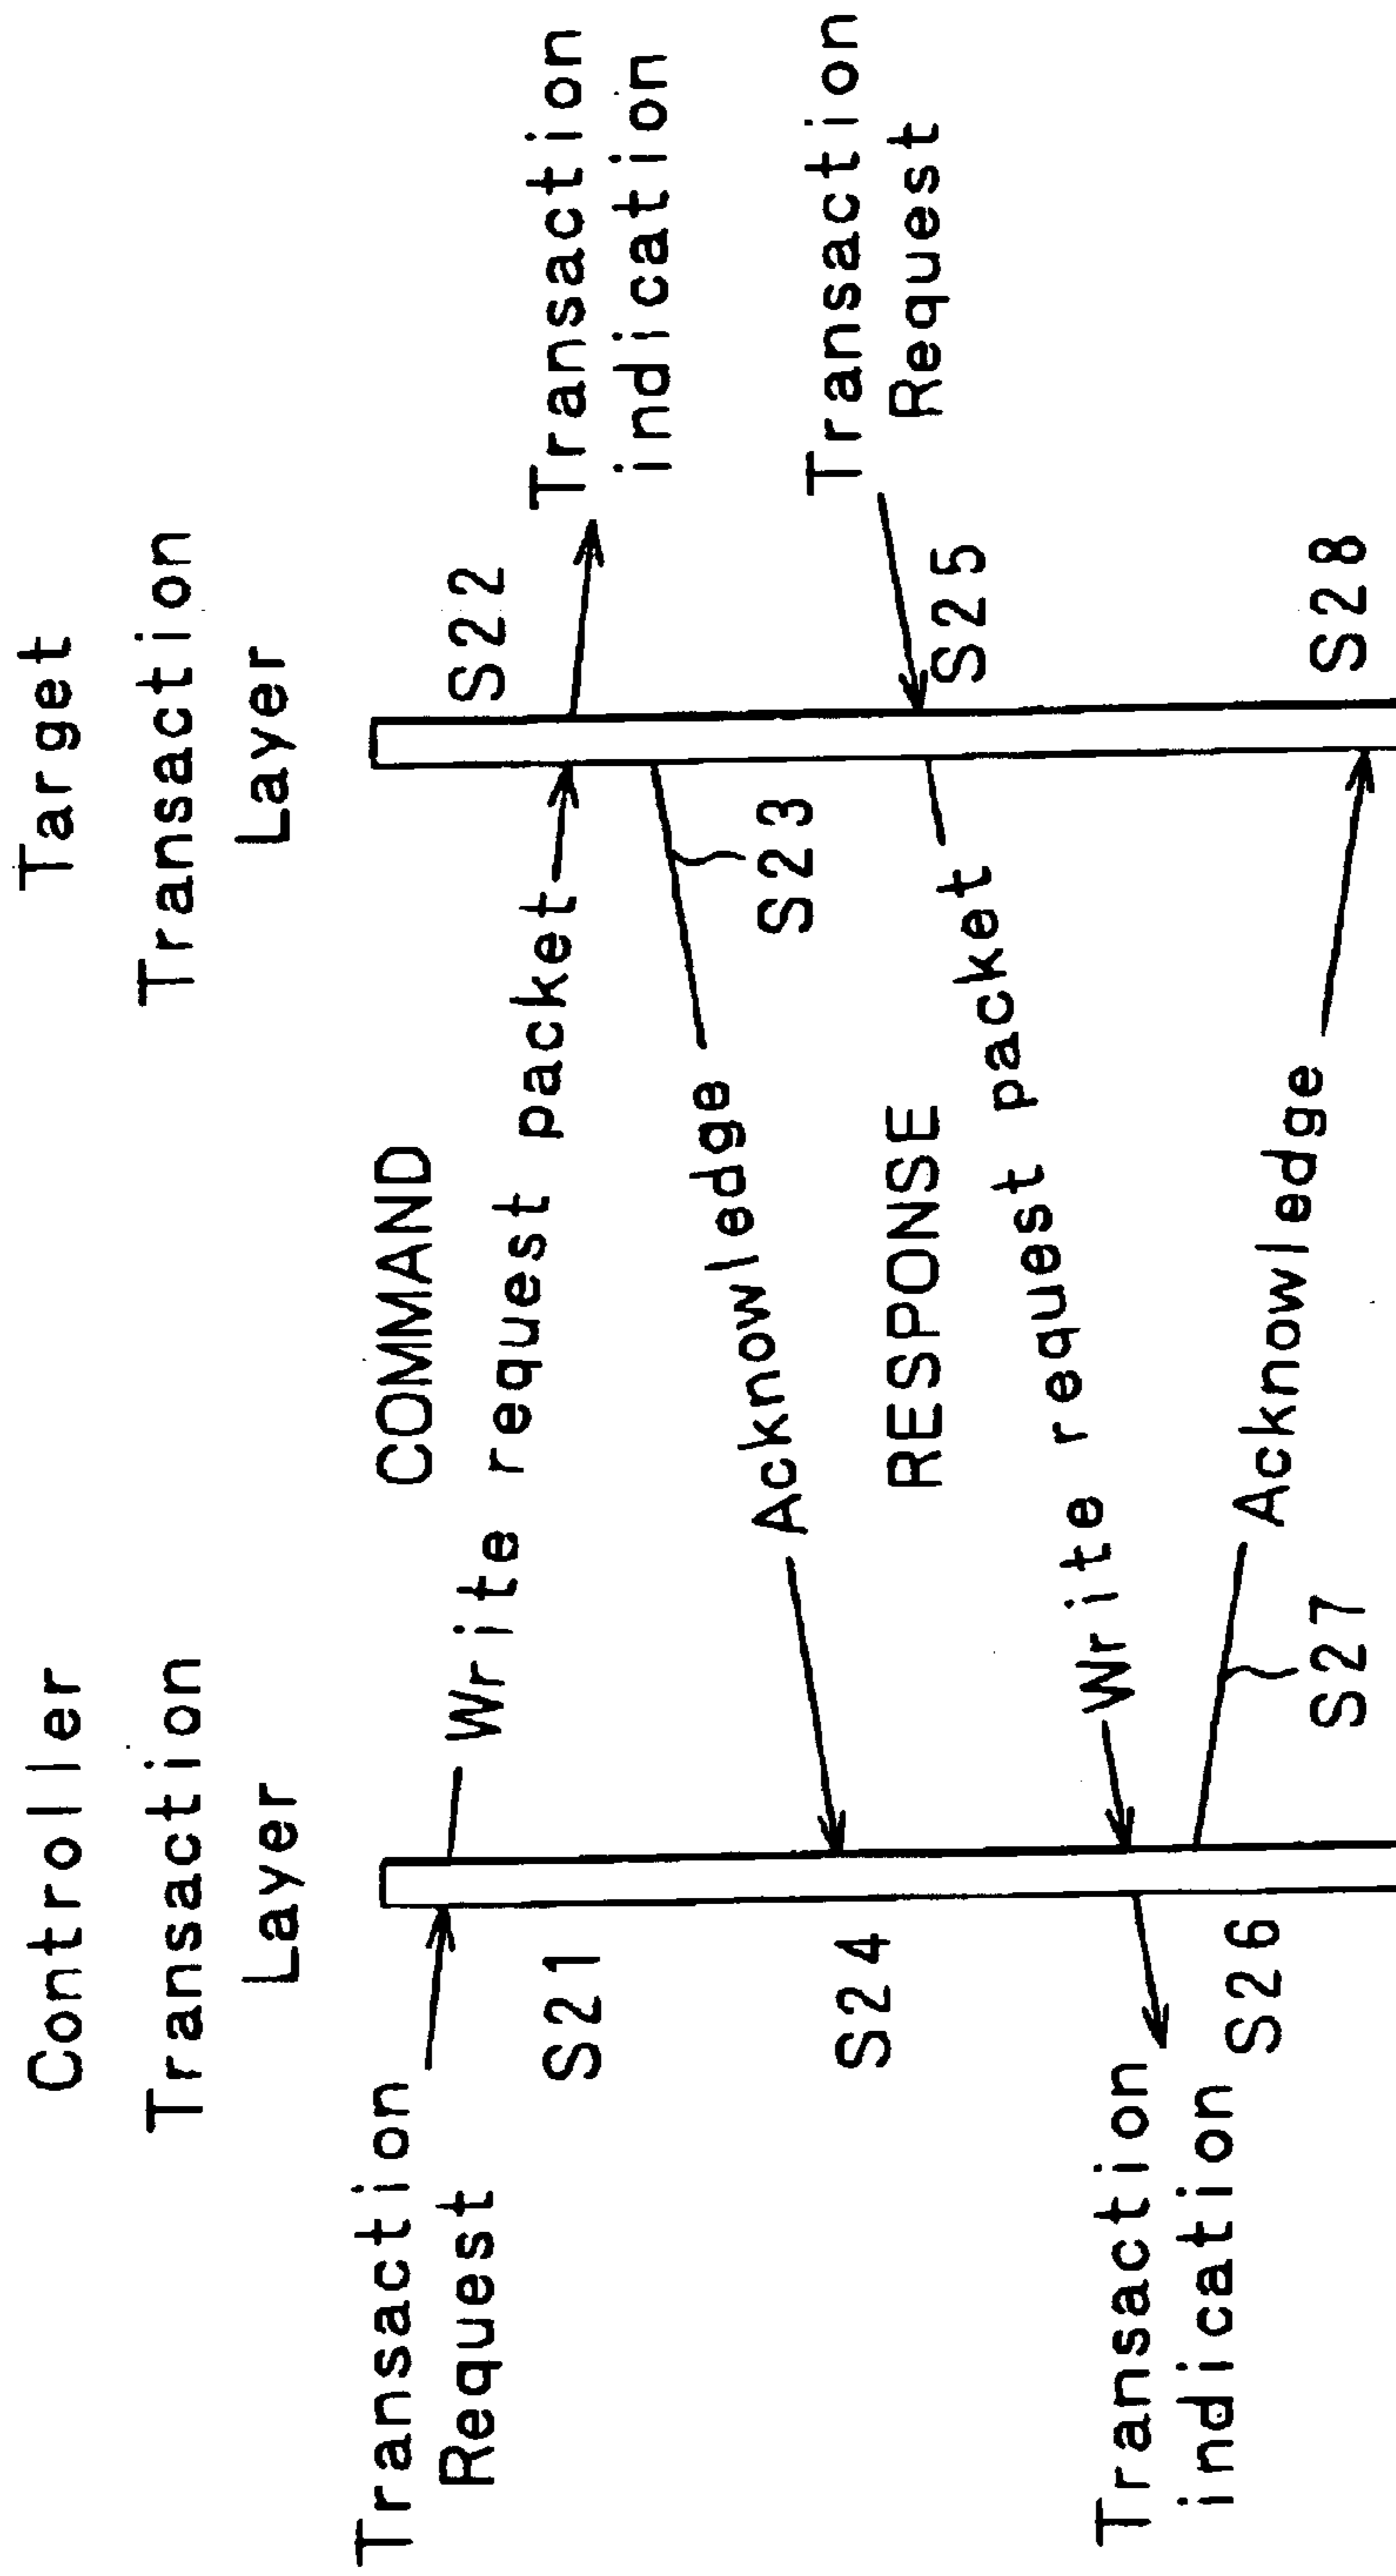 Controller
Transaction
Layer
Target
Transaction
Layer
Transaction
Request
COMMAND
Write request packet
S21
S22
Transaction
indication
Acknowledge
S23
S24
RESPONSE
Transaction
Request
Write request packet
S25
Transaction
indication
S26
Acknowledge
S27
S28